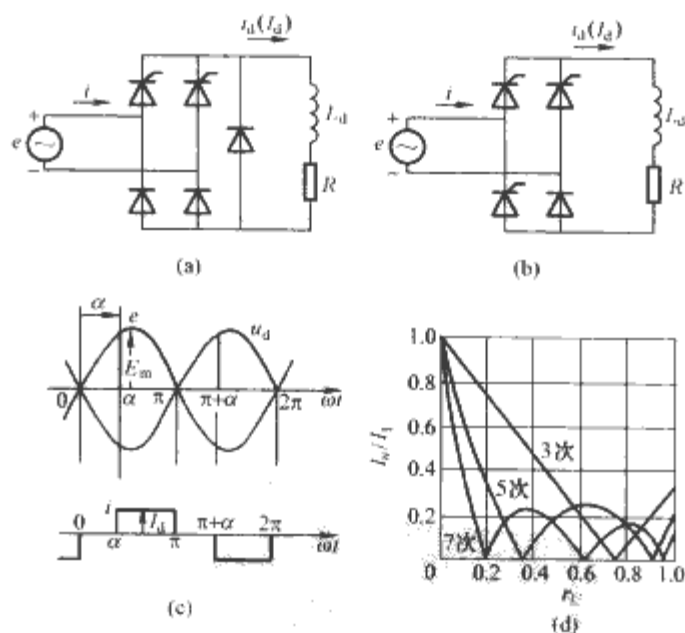 i_d(I_d)
i
+
e
−
L_d
R
(a)
i_d(I_d)
i
+
e
~
L_d
R
(b)
α
e
u_d
E_m
0
α
π
π+α
2π
ωt
i
0
I_d
π+α
2π
α
π
ωt
(c)
1.0
0.8
0.6
0.4
0.2
I_n/I_1
3次
5次
7次
0
0.2
0.4
0.6
0.8
1.0
(d)